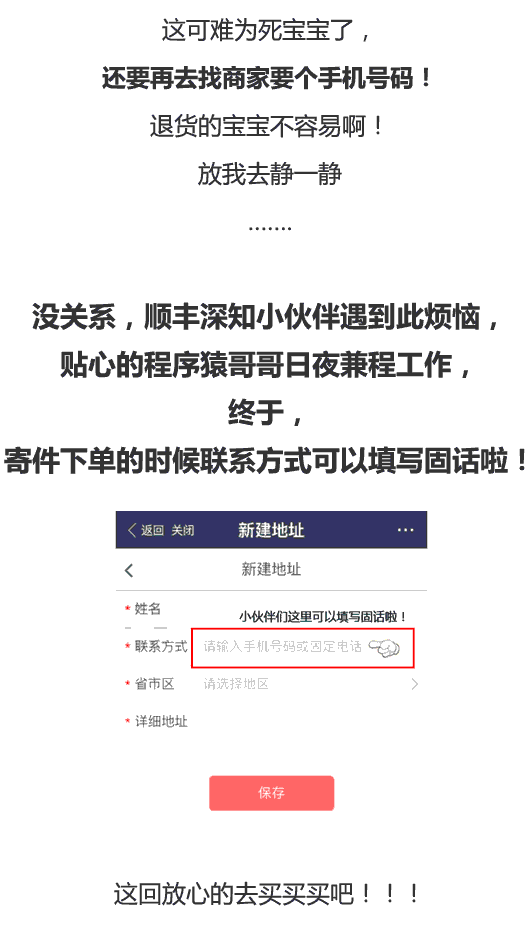 这可难为死宝宝了，
还要再去找商家要个手机号码！
退货的宝宝不容易啊！
放我去静一静
.......
没关系，顺丰深知小伙伴遇到此烦恼，
贴心的程序猿哥哥日夜兼程工作，
终于，
寄件下单的时候联系方式可以填写固话啦！
返回 关闭 新建地址 ...
新建地址
* 姓名
小伙伴们这里可以填写固话啦！
* 联系方式 请输入手机号码或固定电话
* 省市区 请选择地区
* 详细地址
保存
这回放心的去买买买吧！！！